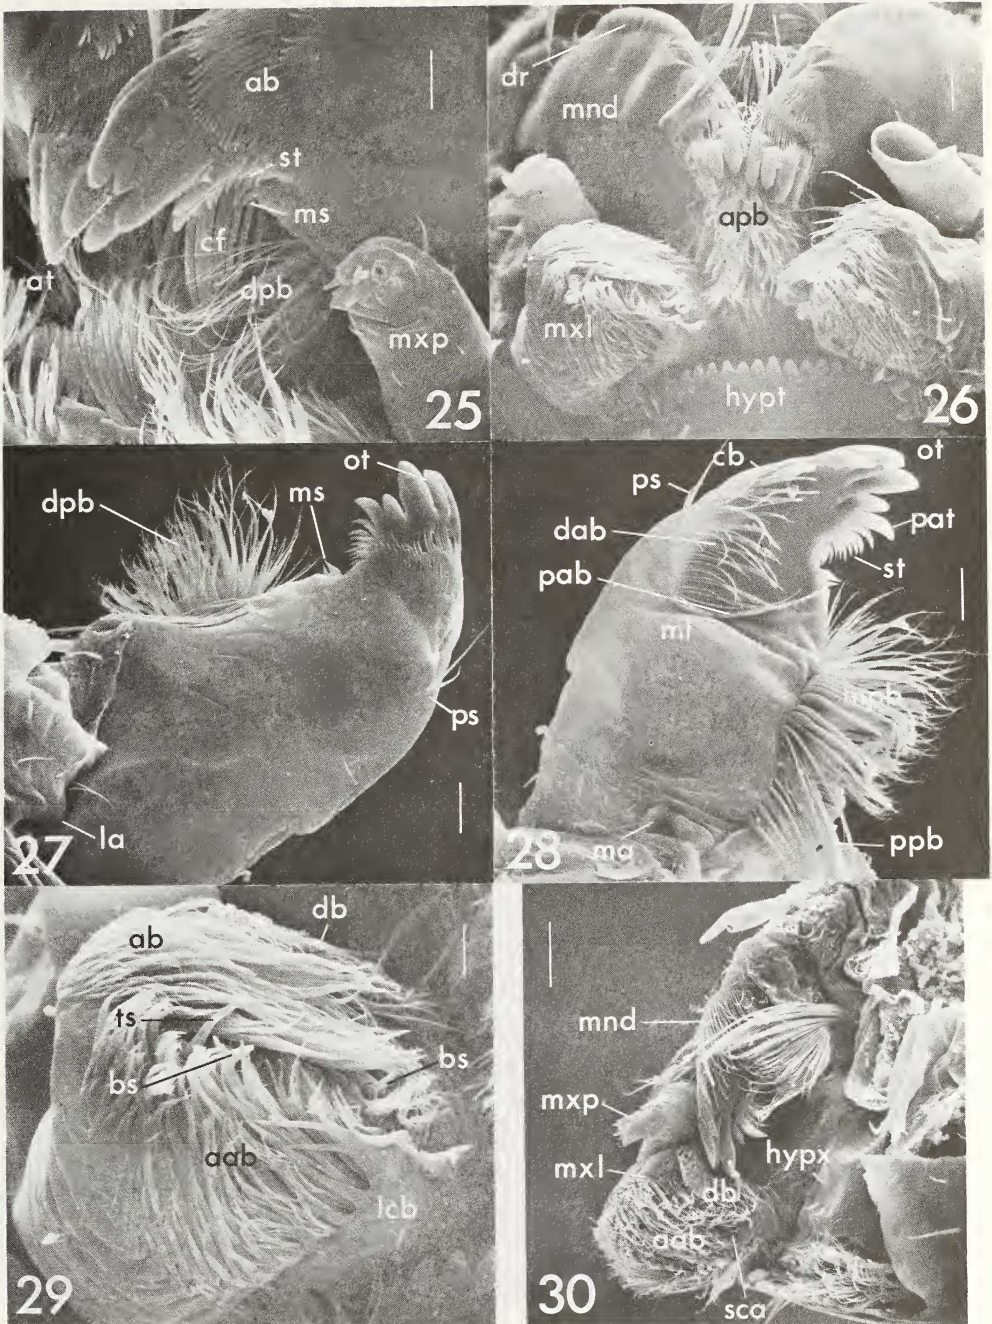 ab
st
ms
cf
dpb
at
mxp
25
dr
mnd
apb
mxl
hypt
26
dpb
ms
ot
ps
la
27
cb
ot
ps
dab
pat
pab
st
mt
ppb
ma
28
db
ab
ts
bs
bs
aab
lcb
29
mnd
mxp
mxl
hypx
db
aab
sca
30